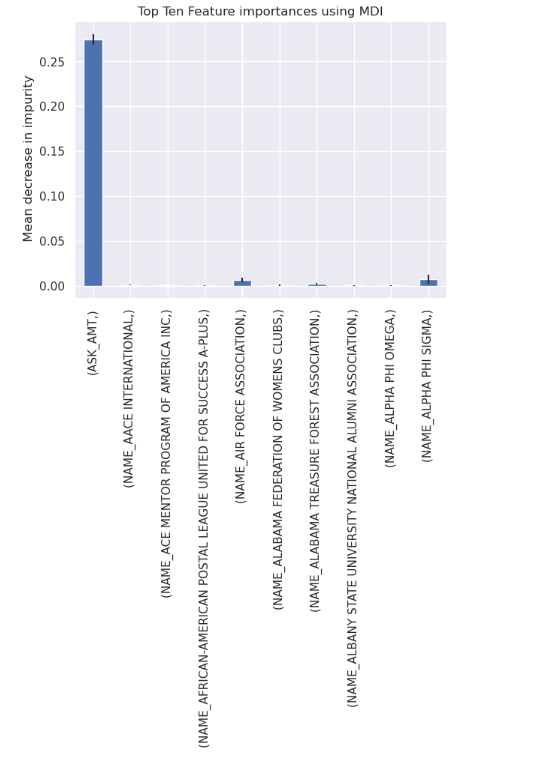 Top Ten Feature importances using MDI
Mean decrease in impurity
0.25
0.20
0.15
0.10
0.05
0.00
(ASK_AMT,)
(NAME_AACE INTERNATIONAL,)
(NAME_ACE MENTOR PROGRAM OF AMERICA INC,)
(NAME_AFRICAN-AMERICAN POSTAL LEAGUE UNITED FOR SUCCESS A-PLUS,)
(NAME_AIR FORCE ASSOCIATION,)
(NAME_ALABAMA FEDERATION OF WOMENS CLUBS,)
(NAME_ALABAMA TREASURE FOREST ASSOCIATION,)
(NAME_ALBANY STATE UNIVERSITY NATIONAL ALUMNI ASSOCIATION,)
(NAME_ALPHA PHI OMEGA,)
(NAME_ALPHA PHI SIGMA,)